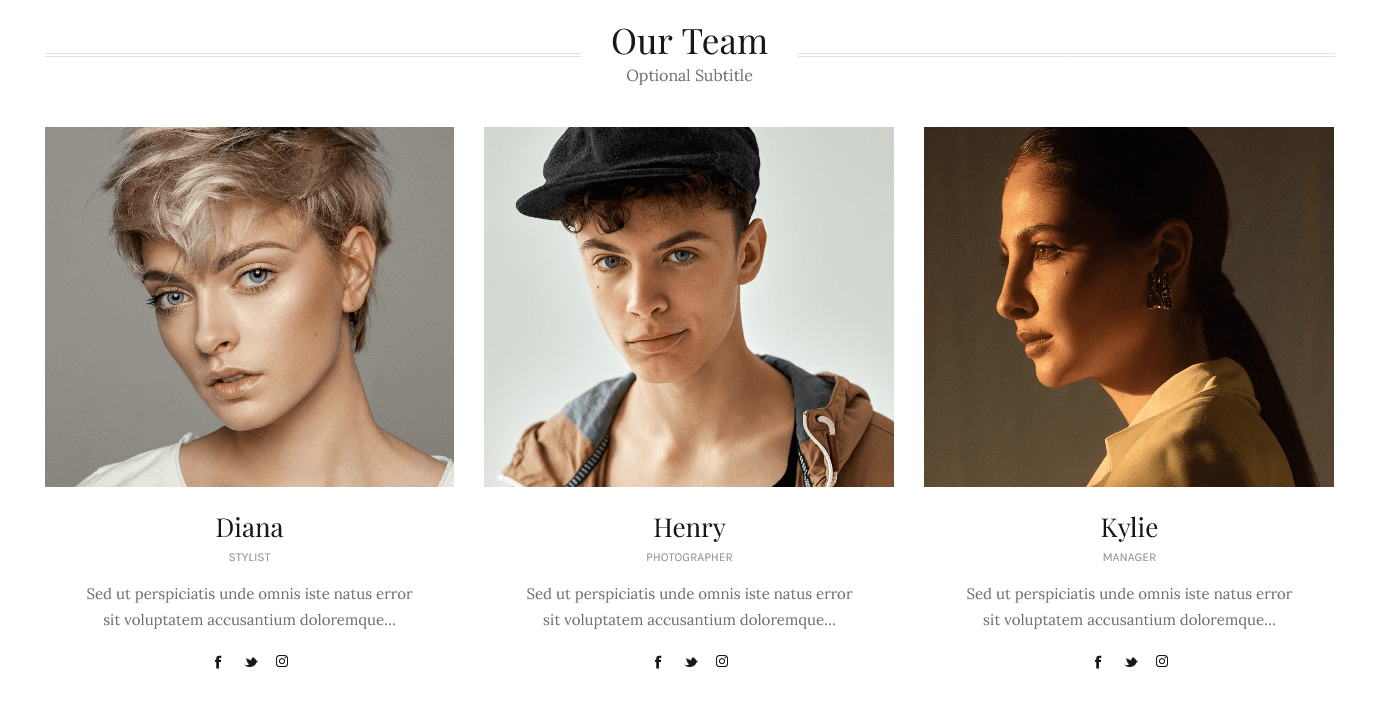 Our Team
Optional Subtitle
Diana
STYLIST
Sed ut perspiciatis unde omnis iste natus error
sit voluptatem accusantium doloremque...
Henry
PHOTOGRAPHER
Sed ut perspiciatis unde omnis iste natus error
sit voluptatem accusantium doloremque...
Kylie
MANAGER
Sed ut perspiciatis unde omnis iste natus error
sit voluptatem accusantium doloremque...